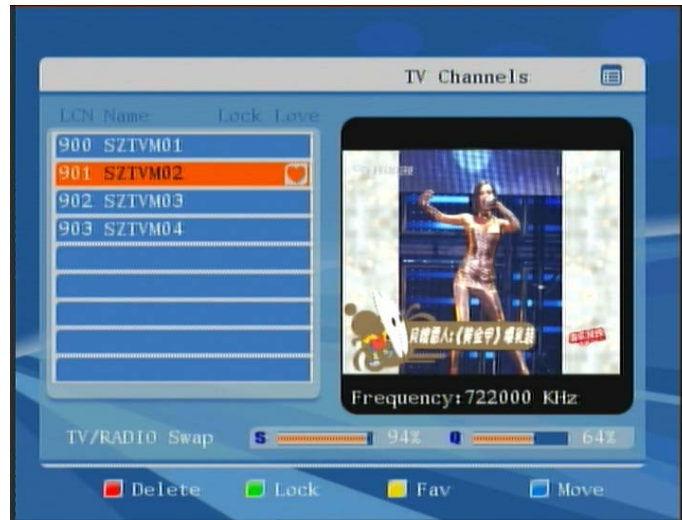 TV Channels
LCN Name Lock Love
900 SZTVM01
901 SZTVM02
902 SZTVM03
903 SZTVM04
Frequency:722000 KHz
TV/RADIO Swap S 94% Q 64%
Delete Lock Fav Move